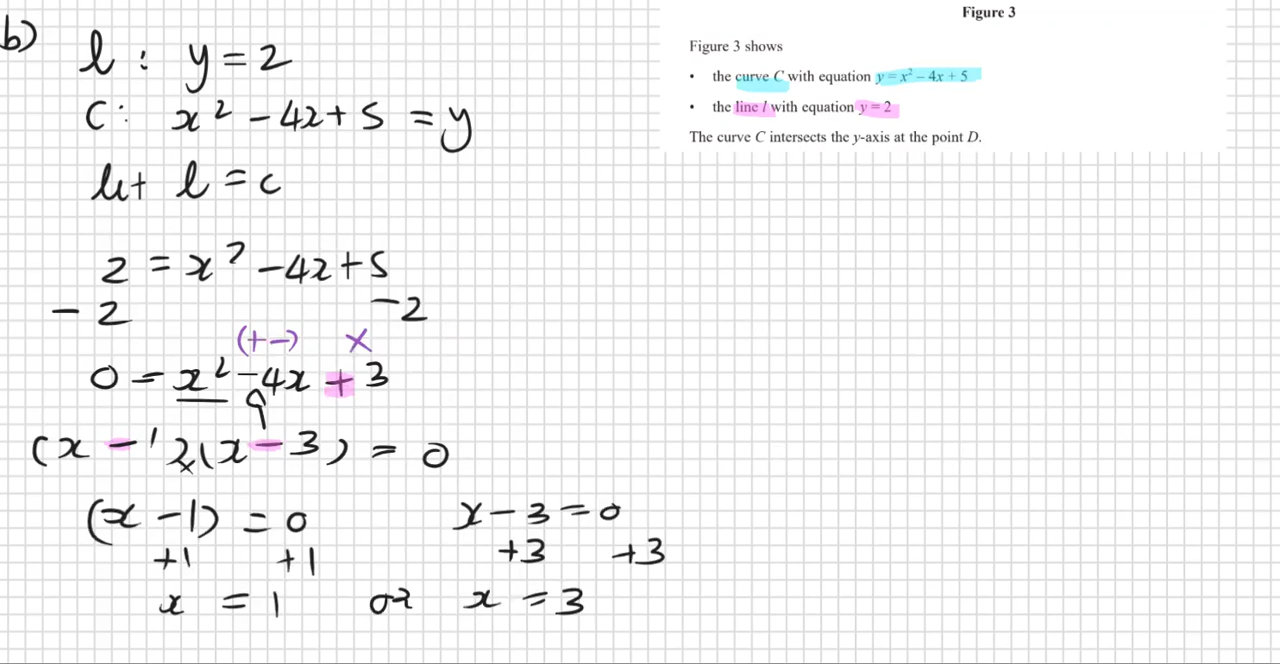 b)
l : y = 2
C : x² - 4x + 5 = y
let l = c
2 = x² - 4x + 5
- 2 -2
(+ -) ×
0 = x² - 4x + 3
(x - 1)(x - 3) = 0
(x - 1) = 0 x - 3 = 0
+1 +1 +3 +3
x = 1 or x = 3
Figure 3
Figure 3 shows
• the curve C with equation y = x² – 4x + 5
• the line l with equation y = 2
The curve C intersects the y-axis at the point D.